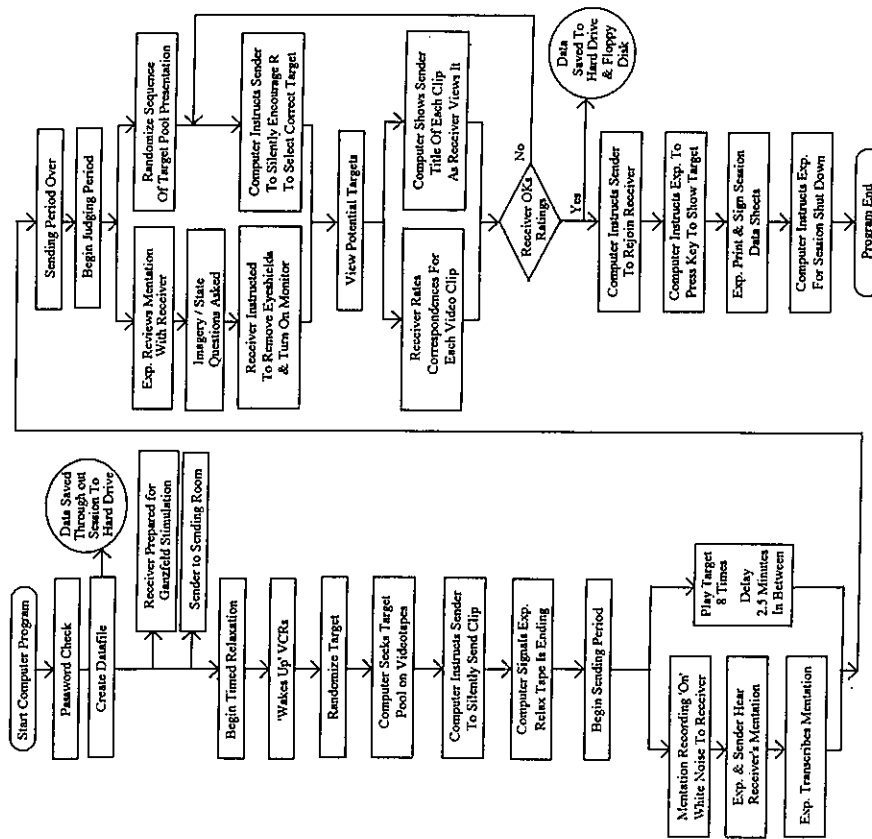 Start Computer Program
Password Check
Create Datafile
Data Saved
Through out
Session To
Hard Drive
Receiver Prepared for
Ganzfeld Stimulation
Sender to Sending Room
Begin Timed Relaxation
'Wakes Up' VCRs
Randomize Target
Computer Seeks Target
Pool on Videotapes
Computer Instructs Sender
To Silently Send Clip
Computer Signals Exp.
Relax Tape Is Ending
Begin Sending Period
Mentation Recording 'On'
White Noise To Receiver
Exp. & Sender Hear
Receiver's Mentation
Exp. Transcribes Mentation
Play Target
8 Times
Delay
2.5 Minutes
In Between
Sending Period Over
Begin Judging Period
Exp. Reviews Mentation
With Receiver
Imagery / State
Questions Asked
Receiver Instructed
To Remove Eyeshields
& Turn On Monitor
Randomize Sequence
Of Target Pool Presentation
Computer Instructs Sender
To Silently Encourage R
To Select Correct Target
View Potential Targets
Receiver Rates
Correspondences For
Each Video Clip
Computer Shows Sender
Title Of Each Clip
As Receiver Views It
Receiver OKs
Ratings
No
Yes
Data
Saved To
Hard Drive
& Floppy
Disk
Computer Instructs Sender
To Rejoin Receiver
Computer Instructs Exp. To
Press Key To Show Target
Exp. Print & Sign Session
Data Sheets
Computer Instructs Exp.
For Session Shut Down
Program End